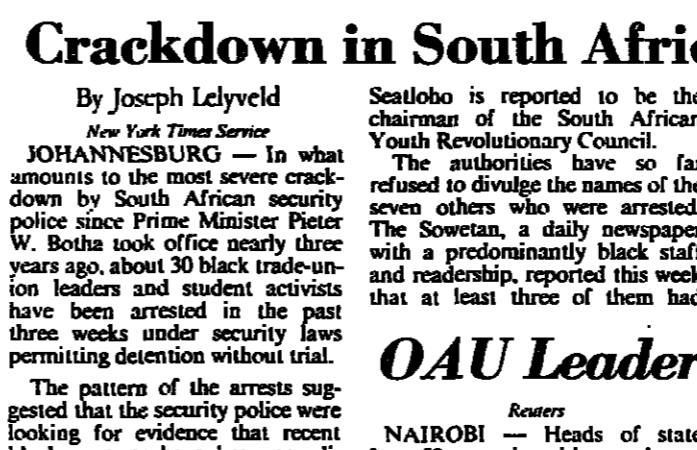 Crackdown in South Afri
By Joseph Lelyveld
New York Times Service
JOHANNESBURG — In what
amounts to the most severe crack-
down by South African security
police since Prime Minister Pieter
W. Botha took office nearly three
years ago, about 30 black trade-un-
ion leaders and student activists
have been arrested in the past
three weeks under security laws
permitting detention without trial.
The pattern of the arrests sug-
gested that the security police were
looking for evidence that recent
Seatlobo is reported to be the
chairman of the South African
Youth Revolutionary Council.
The authorities have so far
refused to divulge the names of the
seven others who were arrested.
The Sowetan, a daily newspaper
with a predominantly black staff
and readership, reported this week
that at least three of them had
OAU Leader
Reuters
NAIROBI — Heads of state